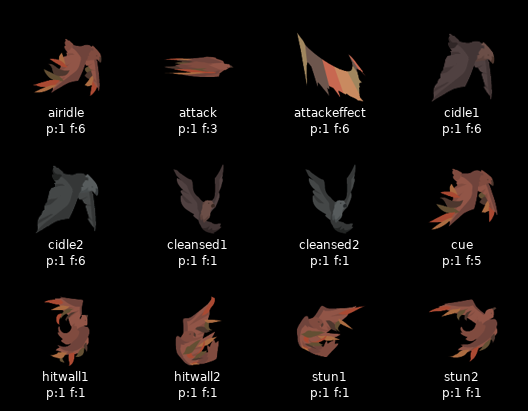 airidle
p:1 f:6
attack
p:1 f:3
attackeffect
p:1 f:6
cidle1
p:1 f:6
cidle2
p:1 f:6
cleansed1
p:1 f:1
cleansed2
p:1 f:1
cue
p:1 f:5
hitwall1
p:1 f:1
hitwall2
p:1 f:1
stun1
p:1 f:1
stun2
p:1 f:1